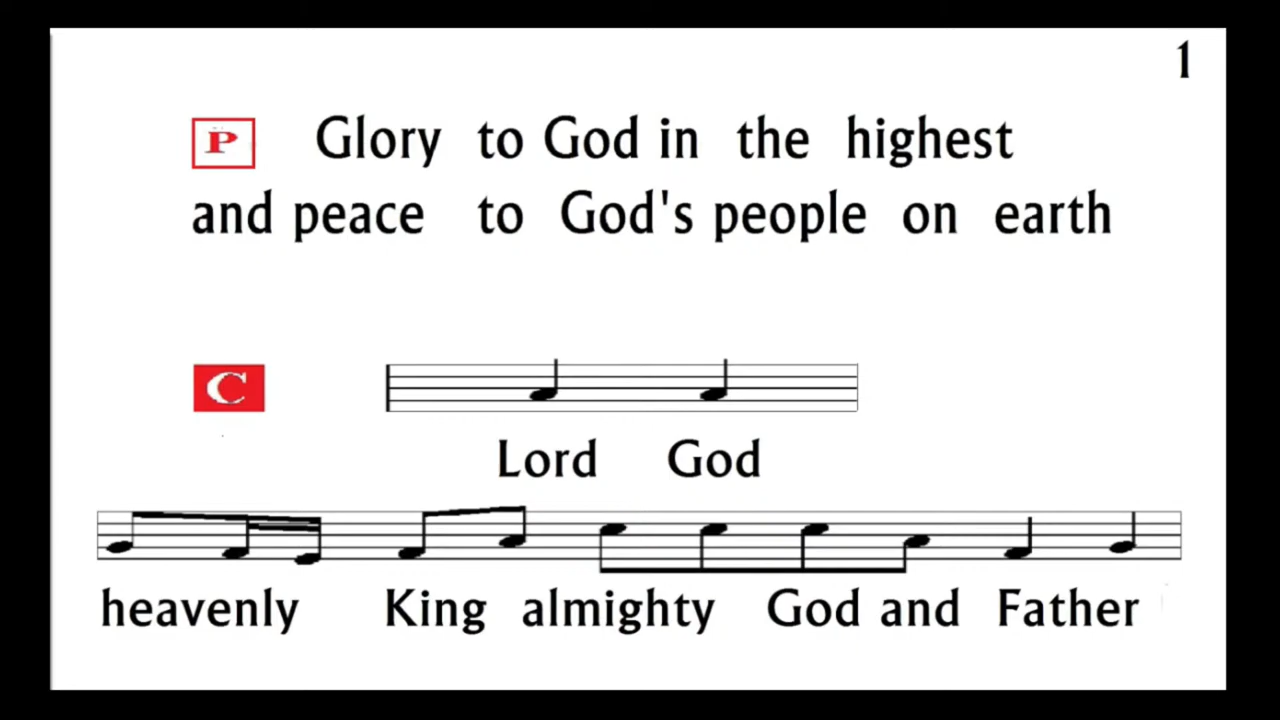 1
P Glory to God in the highest
and peace to God's people on earth
C
Lord God
heavenly King almighty God and Father